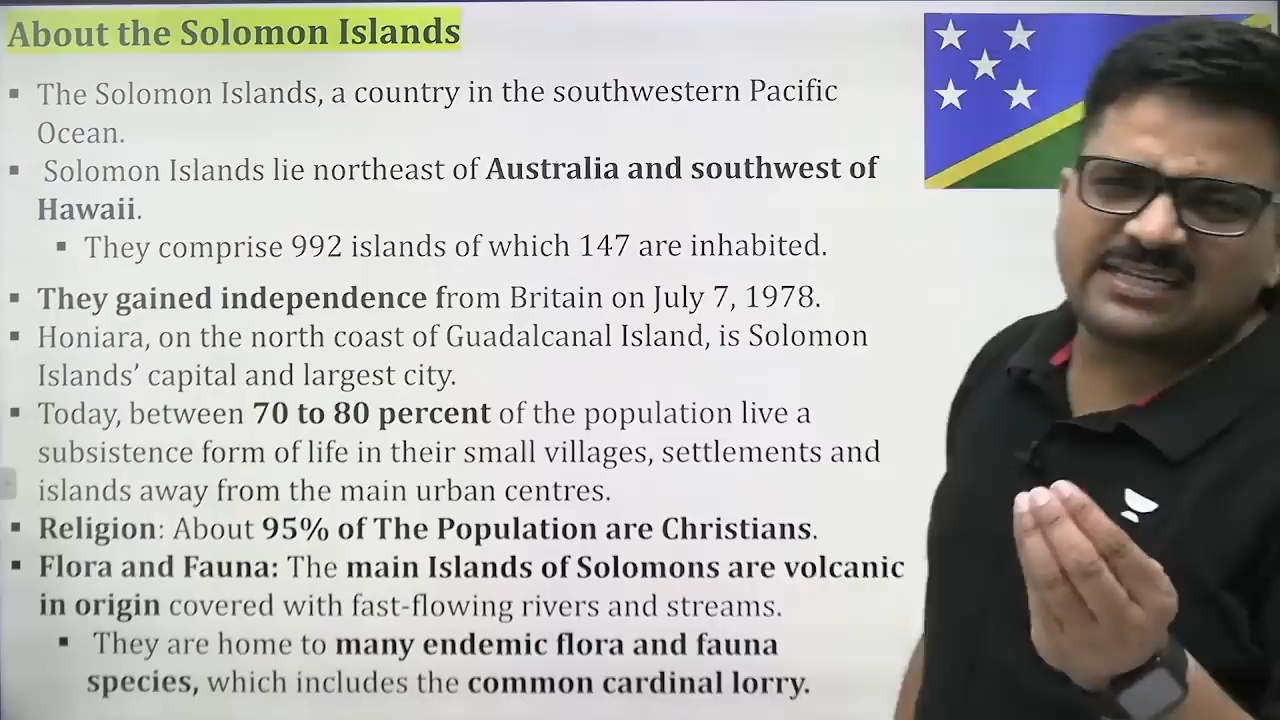 About the Solomon Islands
▪ The Solomon Islands, a country in the southwestern Pacific
Ocean.
▪ Solomon Islands lie northeast of Australia and southwest of
Hawaii.
▪ They comprise 992 islands of which 147 are inhabited.
▪ They gained independence from Britain on July 7, 1978.
▪ Honiara, on the north coast of Guadalcanal Island, is Solomon
Islands’ capital and largest city.
▪ Today, between 70 to 80 percent of the population live a
subsistence form of life in their small villages, settlements and
islands away from the main urban centres.
▪ Religion: About 95% of The Population are Christians.
▪ Flora and Fauna: The main Islands of Solomons are volcanic
in origin covered with fast-flowing rivers and streams.
▪ They are home to many endemic flora and fauna
species, which includes the common cardinal lorry.